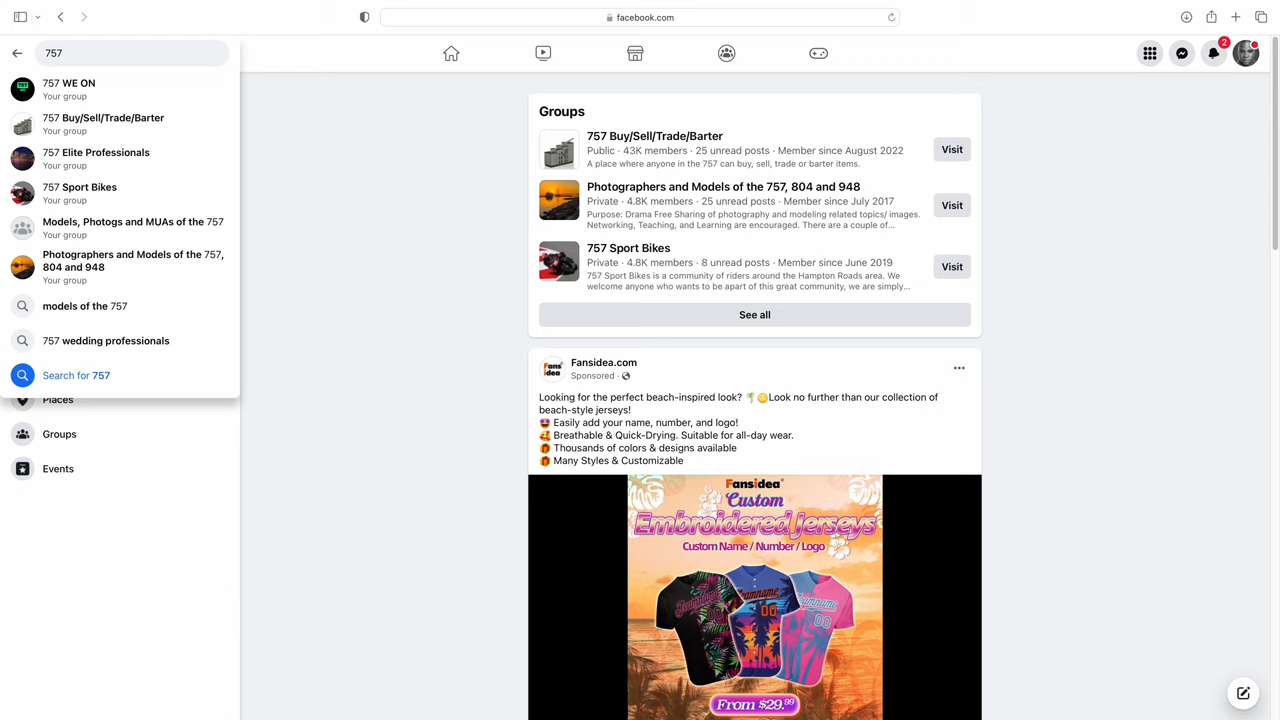 facebook.com
757
2
757 WE ON
Your group
757 Buy/Sell/Trade/Barter
Your group
757 Elite Professionals
Your group
757 Sport Bikes
Your group
Models, Photogs and MUAs of the 757
Your group
Photographers and Models of the 757,
804 and 948
Your group
models of the 757
757 wedding professionals
Search for 757
Places
Groups
Events
Groups
757 Buy/Sell/Trade/Barter
Public · 43K members · 25 unread posts · Member since August 2022
A place where anyone in the 757 can buy, sell, trade or barter items.
Visit
Photographers and Models of the 757, 804 and 948
Private · 4.8K members · 25 unread posts · Member since July 2017
Purpose: Drama Free Sharing of photography and modeling related topics/ images.
Networking, Teaching, and Learning are encouraged. There are a couple of...
Visit
757 Sport Bikes
Private · 4.8K members · 8 unread posts · Member since June 2019
757 Sport Bikes is a community of riders around the Hampton Roads area. We
welcome anyone who wants to be apart of this great community, we are simply...
Visit
See all
Fans idea
Fansidea.com
Sponsored ·
Looking for the perfect beach-inspired look? 🌴😳Look no further than our collection of
beach-style jerseys!
🤩 Easily add your name, number, and logo!
🥰 Breathable & Quick-Drying. Suitable for all-day wear.
🎁 Thousands of colors & designs available
🎁 Many Styles & Customizable
Fansidea®
Custom
Embroidered Jerseys
Custom Name / Number / Logo
Teamname
00
00
From $29.99